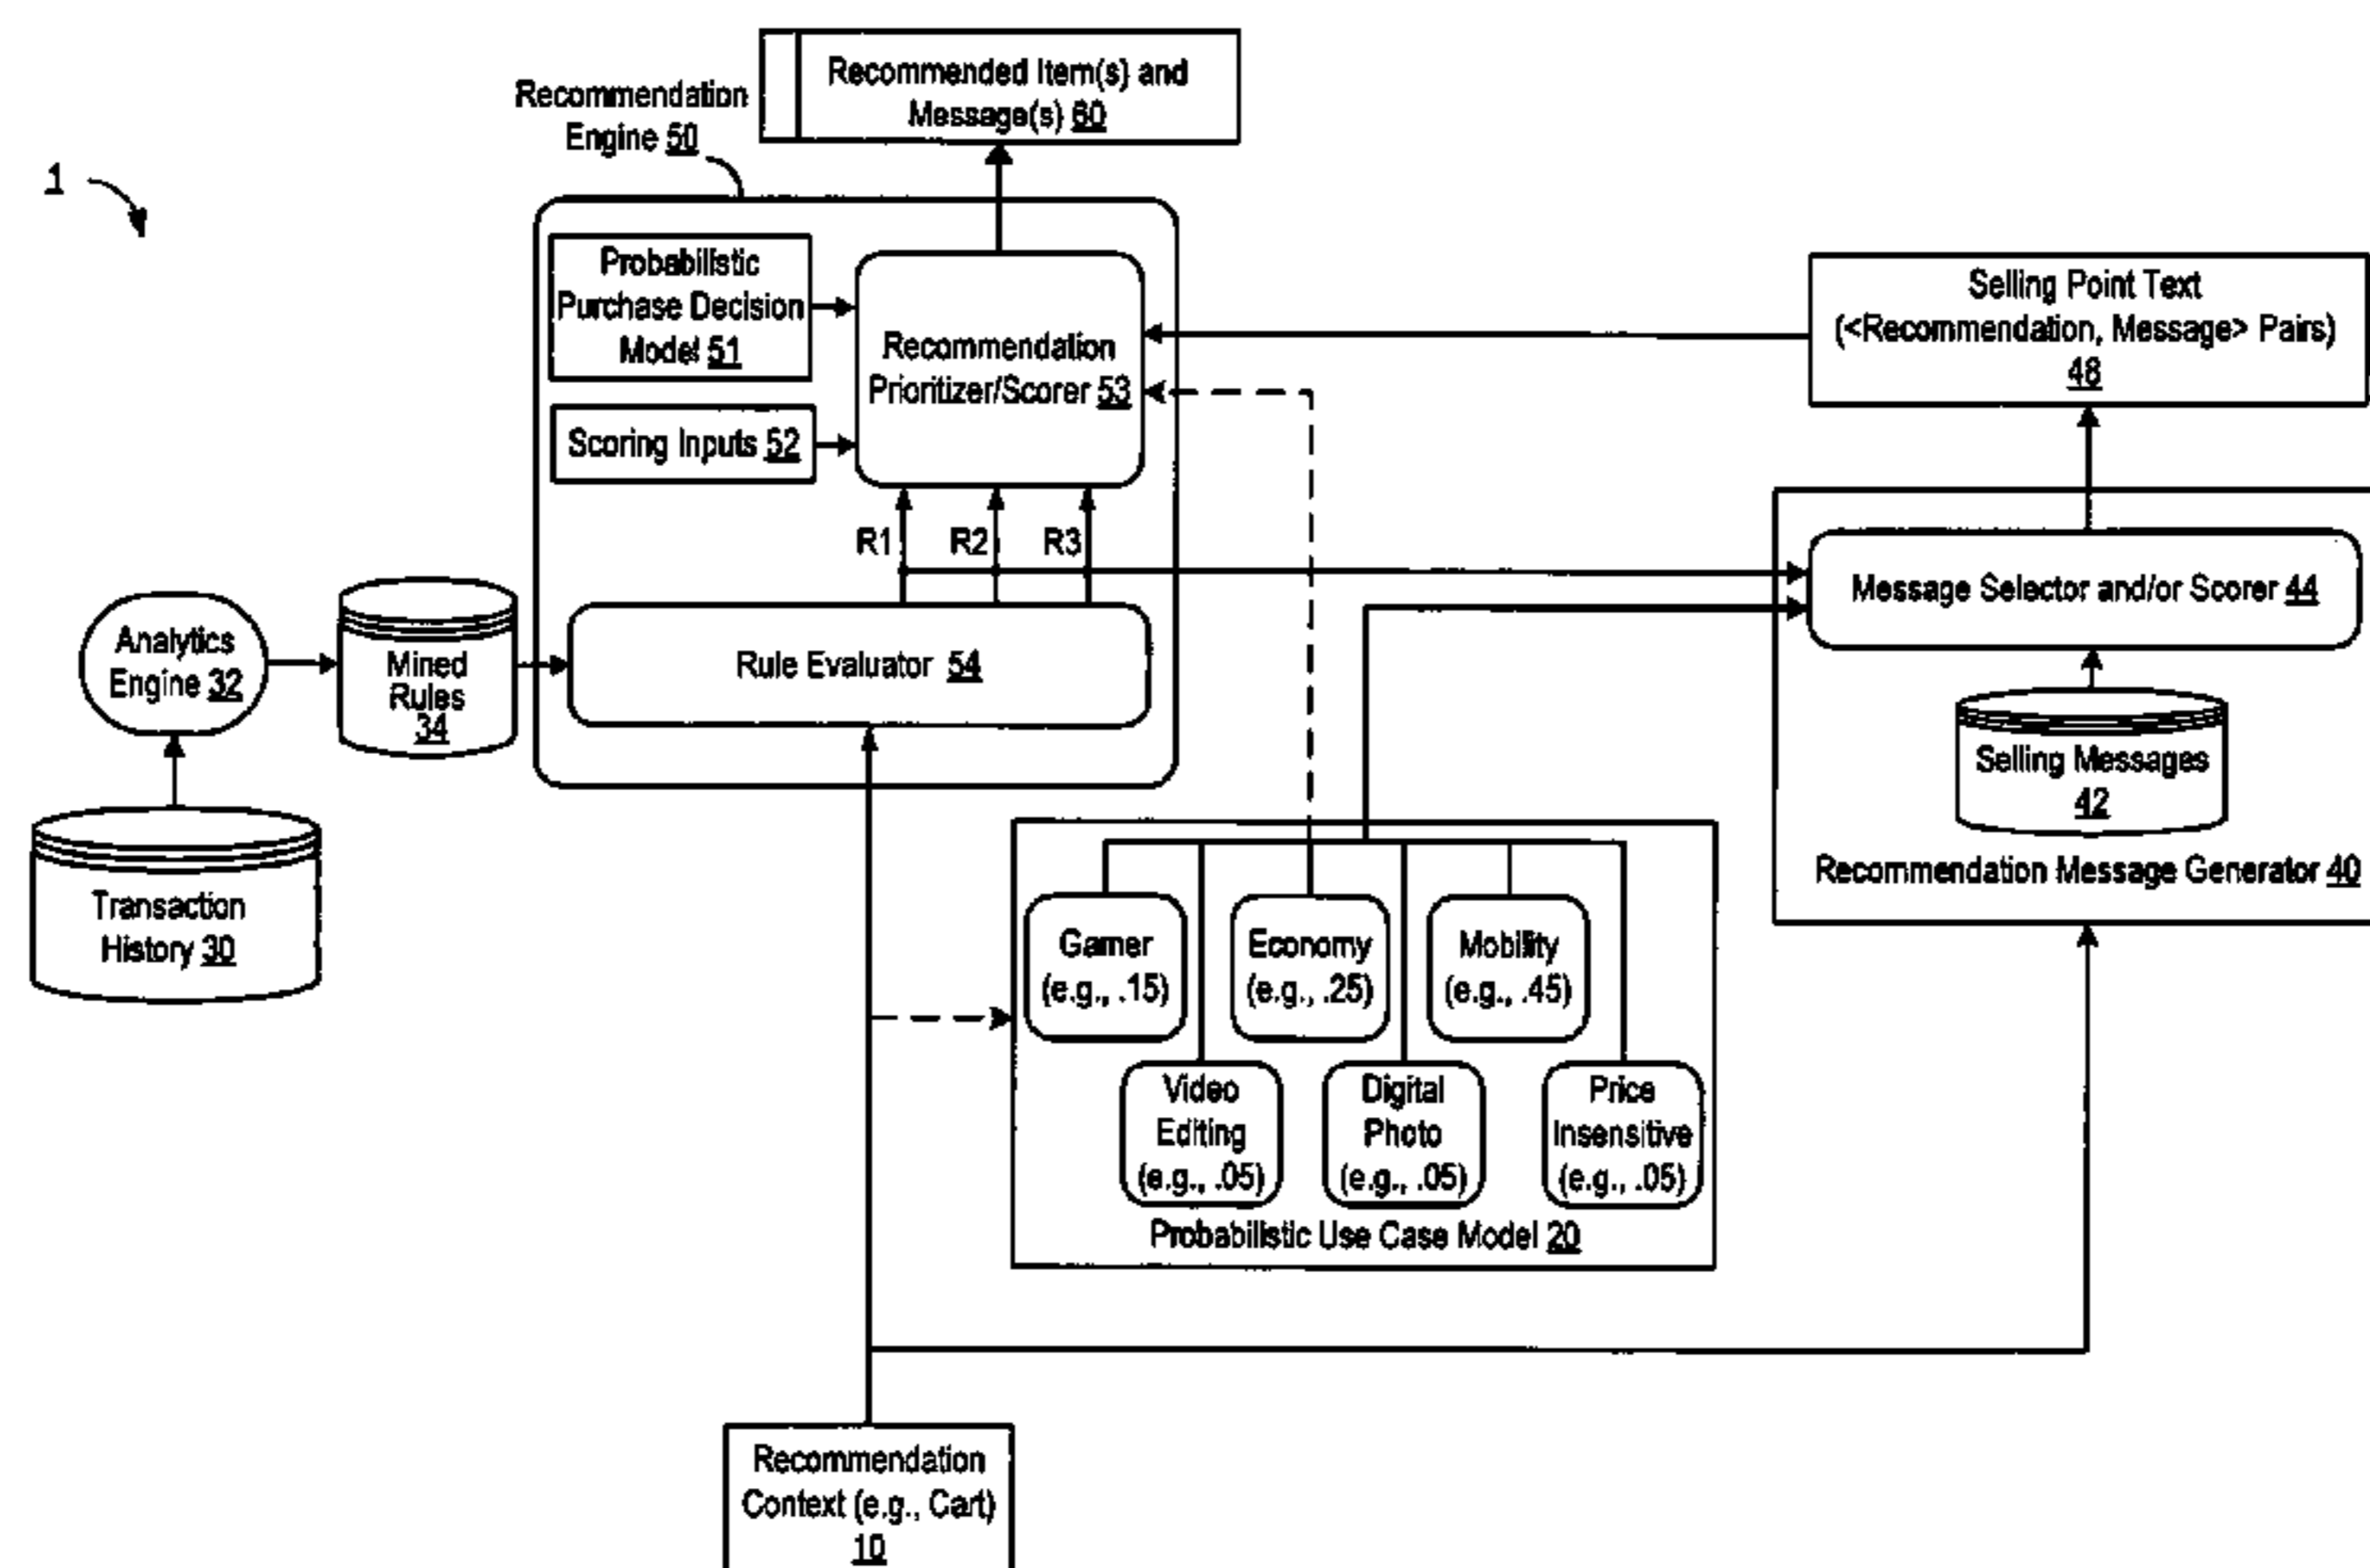 Recommended Item(s) and
Message(s) 60
Recommendation
Engine 50
1
Probabilistic
Purchase Decision
Model 51
Recommendation
Prioritizer/Scorer 53
Scoring Inputs 52
Selling Point Text
(<Recommendation, Message> Pairs)
48
R1
R2
R3
Message Selector and/or Scorer 44
Analytics
Engine 32
Mined
Rules
34
Rule Evaluator 54
Selling Messages
42
Recommendation Message Generator 40
Transaction
History 30
Gamer
(e.g., .15)
Economy
(e.g., .25)
Mobility
(e.g., .45)
Video
Editing
(e.g., .05)
Digital
Photo
(e.g., .05)
Price
Insensitive
(e.g., .05)
Probabilistic Use Case Model 20
Recommendation
Context (e.g., Cart)
10